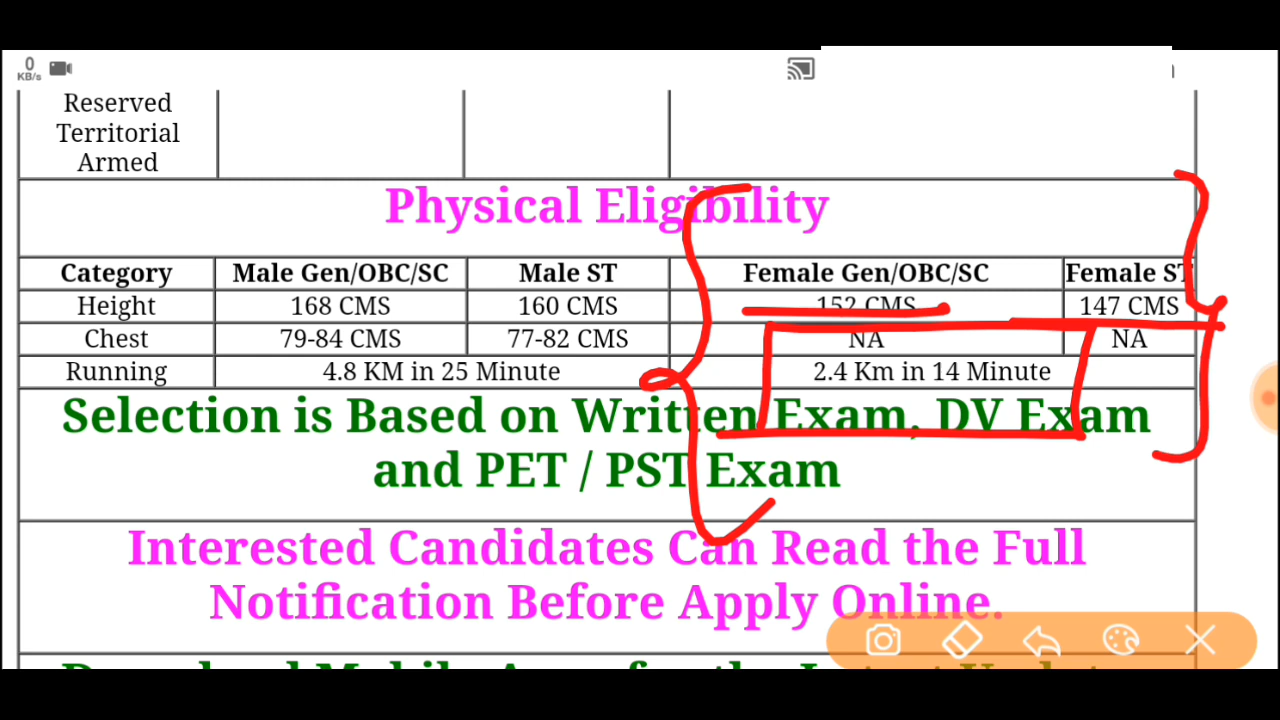 0
KB/s
Reserved
Territorial
Armed
Physical Eligibility
Category Male Gen/OBC/SC Male ST Female Gen/OBC/SC Female ST
Height 168 CMS 160 CMS 152 CMS 147 CMS
Chest 79-84 CMS 77-82 CMS NA NA
Running 4.8 KM in 25 Minute 2.4 Km in 14 Minute
Selection is Based on Written Exam, DV Exam
and PET / PST Exam
Interested Candidates Can Read the Full
Notification Before Apply Online.